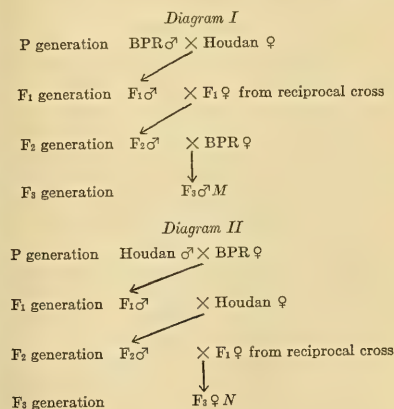 Diagram I
P generation BPR♂ × Houdan ♀
F₁ generation F₁♂ × F₁♀ from reciprocal cross
F₂ generation F₂♂ × BPR♀
F₃ generation F₃♂M
Diagram II
P generation Houdan ♂ × BPR♀
F₁ generation F₁♂ × Houdan ♀
F₂ generation F₂♂ × F₁♀ from reciprocal cross
F₃ generation F₃♀N